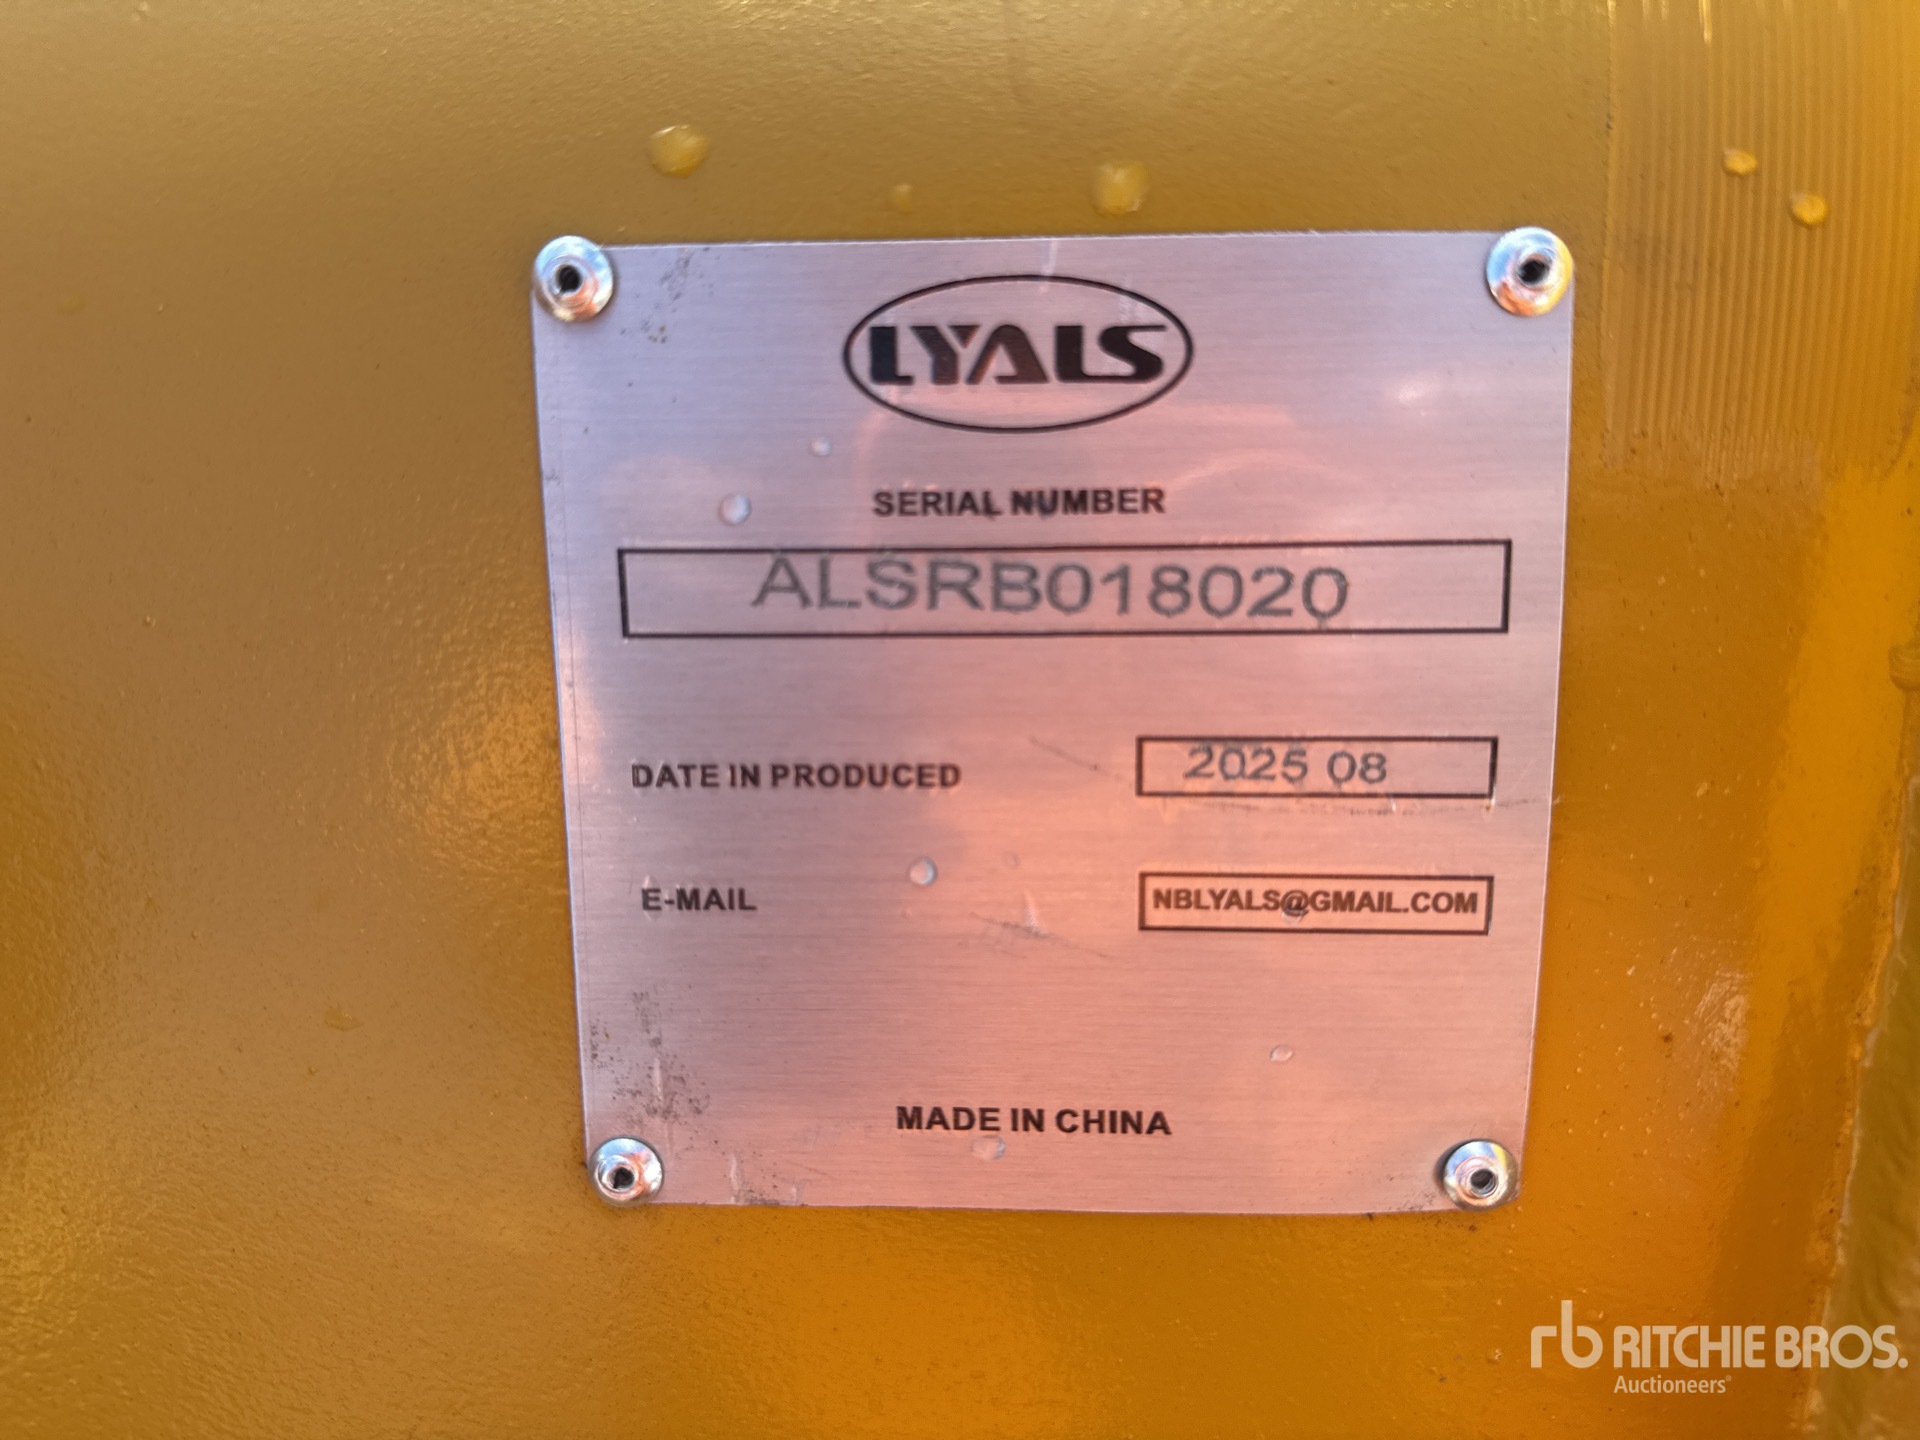 LYALS
SERIAL NUMBER
ALSRB018020
DATE IN PRODUCED
2025 08
E-MAIL
NBLYALS@GMAIL.COM
MADE IN CHINA
rb RITCHIE BROS.
Auctioneers®